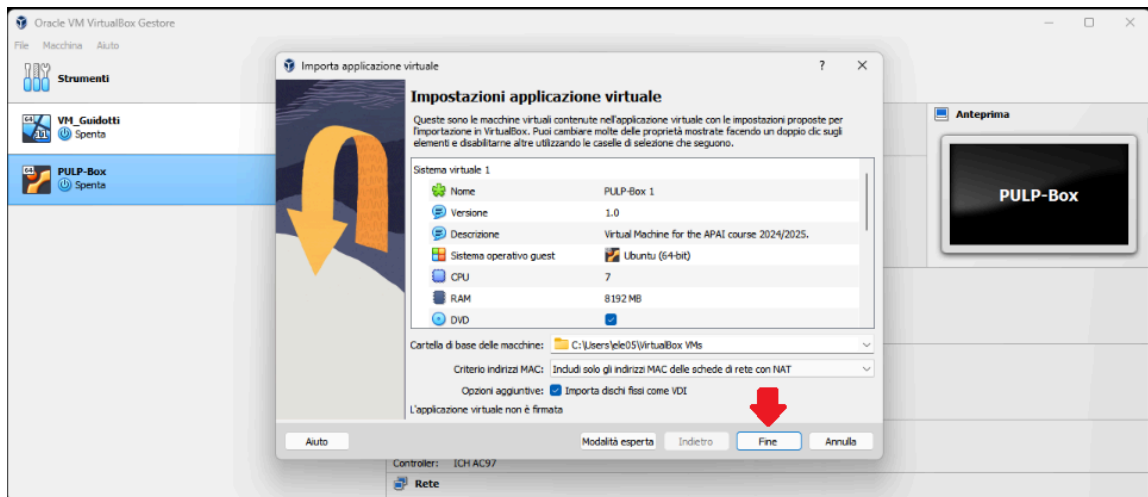 Oracle VM VirtualBox Gestore
File Macchina Aiuto
Strumenti
VM_Guidotti
Spenta
PULP-Box
Spenta
Importa applicazione virtuale
Impostazioni applicazione virtuale
Queste sono le macchine virtuali contenute nell'applicazione virtuale con le impostazioni proposte per
l'importazione in VirtualBox. Puoi cambiare molte delle proprietà mostrate facendo un doppio clic sugli
elementi e disabilitarne altre utilizzando le caselle di selezione che seguono.
Sistema virtuale 1
Nome PULP-Box 1
Versione 1.0
Descrizione Virtual Machine for the APAI course 2024/2025.
Sistema operativo guest Ubuntu (64-bit)
CPU 7
RAM 8192 MB
DVD
Cartella di base delle macchine: C:\Users\ele05\VirtualBox VMs
Criterio indirizzi MAC: Includi solo gli indirizzi MAC delle schede di rete con NAT
Opzioni aggiuntive: Importa dischi fissi come VDI
L'applicazione virtuale non è firmata
Aiuto Modalità esperta Indietro Fine Annulla
Anteprima
PULP-Box
Controller: ICH AC97
Rete